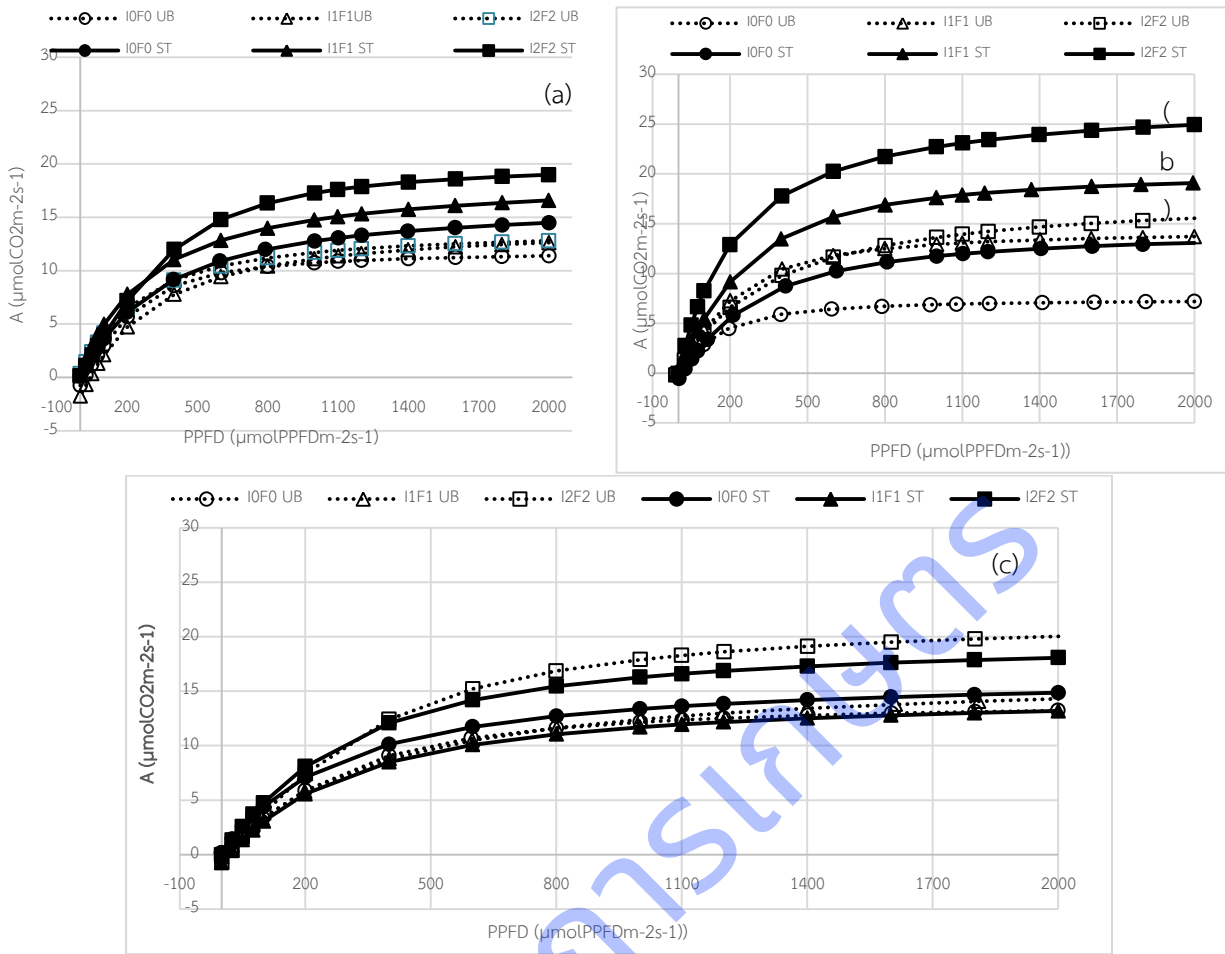 I0F0 UB I1F1UB I2F2 UB
I0F0 ST I1F1 ST I2F2 ST
30
25
20
15
10
5
0
-5
-100 200 500 800 1100 1400 1700 2000
A (µmolCO2m-2s-1)
PPFD (µmolPPFDm-2s-1)
(a)
I0F0 UB I1F1 UB I2F2 UB
I0F0 ST I1F1 ST I2F2 ST
30
25
20
15
10
5
0
-5
-100 200 500 800 1100 1400 1700 2000
A (µmolCO2m-2s-1)
PPFD (µmolPPFDm-2s-1))
(
b
)
I0F0 UB I1F1 UB I2F2 UB I0F0 ST I1F1 ST I2F2 ST
30
25
20
15
10
5
0
-5
-100 200 500 800 1100 1400 1700 2000
A (µmolCO2m-2s-1)
PPFD (µmolPPFDm-2s-1))
(c)